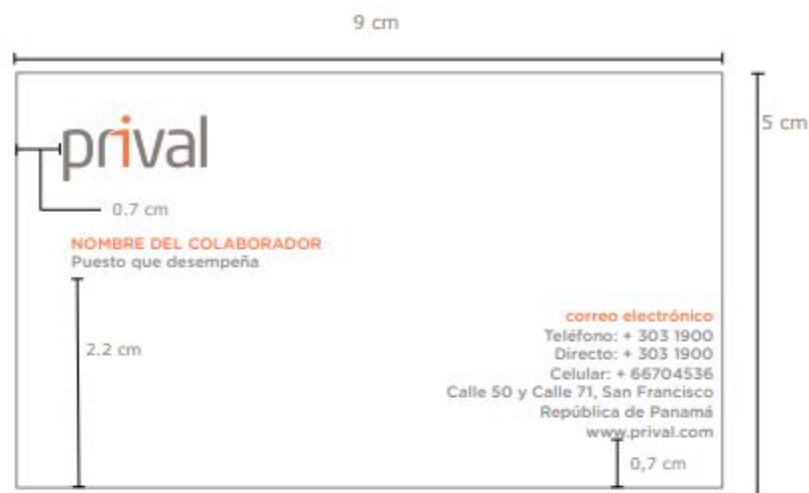 9 cm
5 cm
prival
0.7 cm
NOMBRE DEL COLABORADOR
Puesto que desempeña
2.2 cm
correo electrónico
Teléfono: + 303 1900
Directo: + 303 1900
Celular: + 66704536
Calle 50 y Calle 71, San Francisco
República de Panamá
www.prival.com
0,7 cm